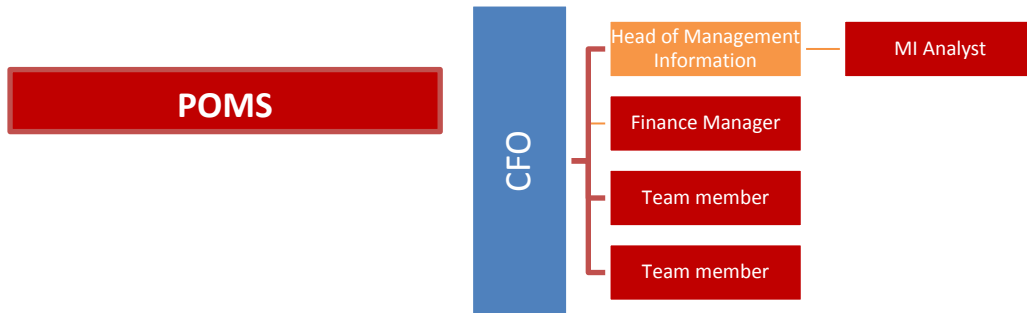 POMS
CFO
Head of Management
Information
MI Analyst
Finance Manager
Team member
Team member